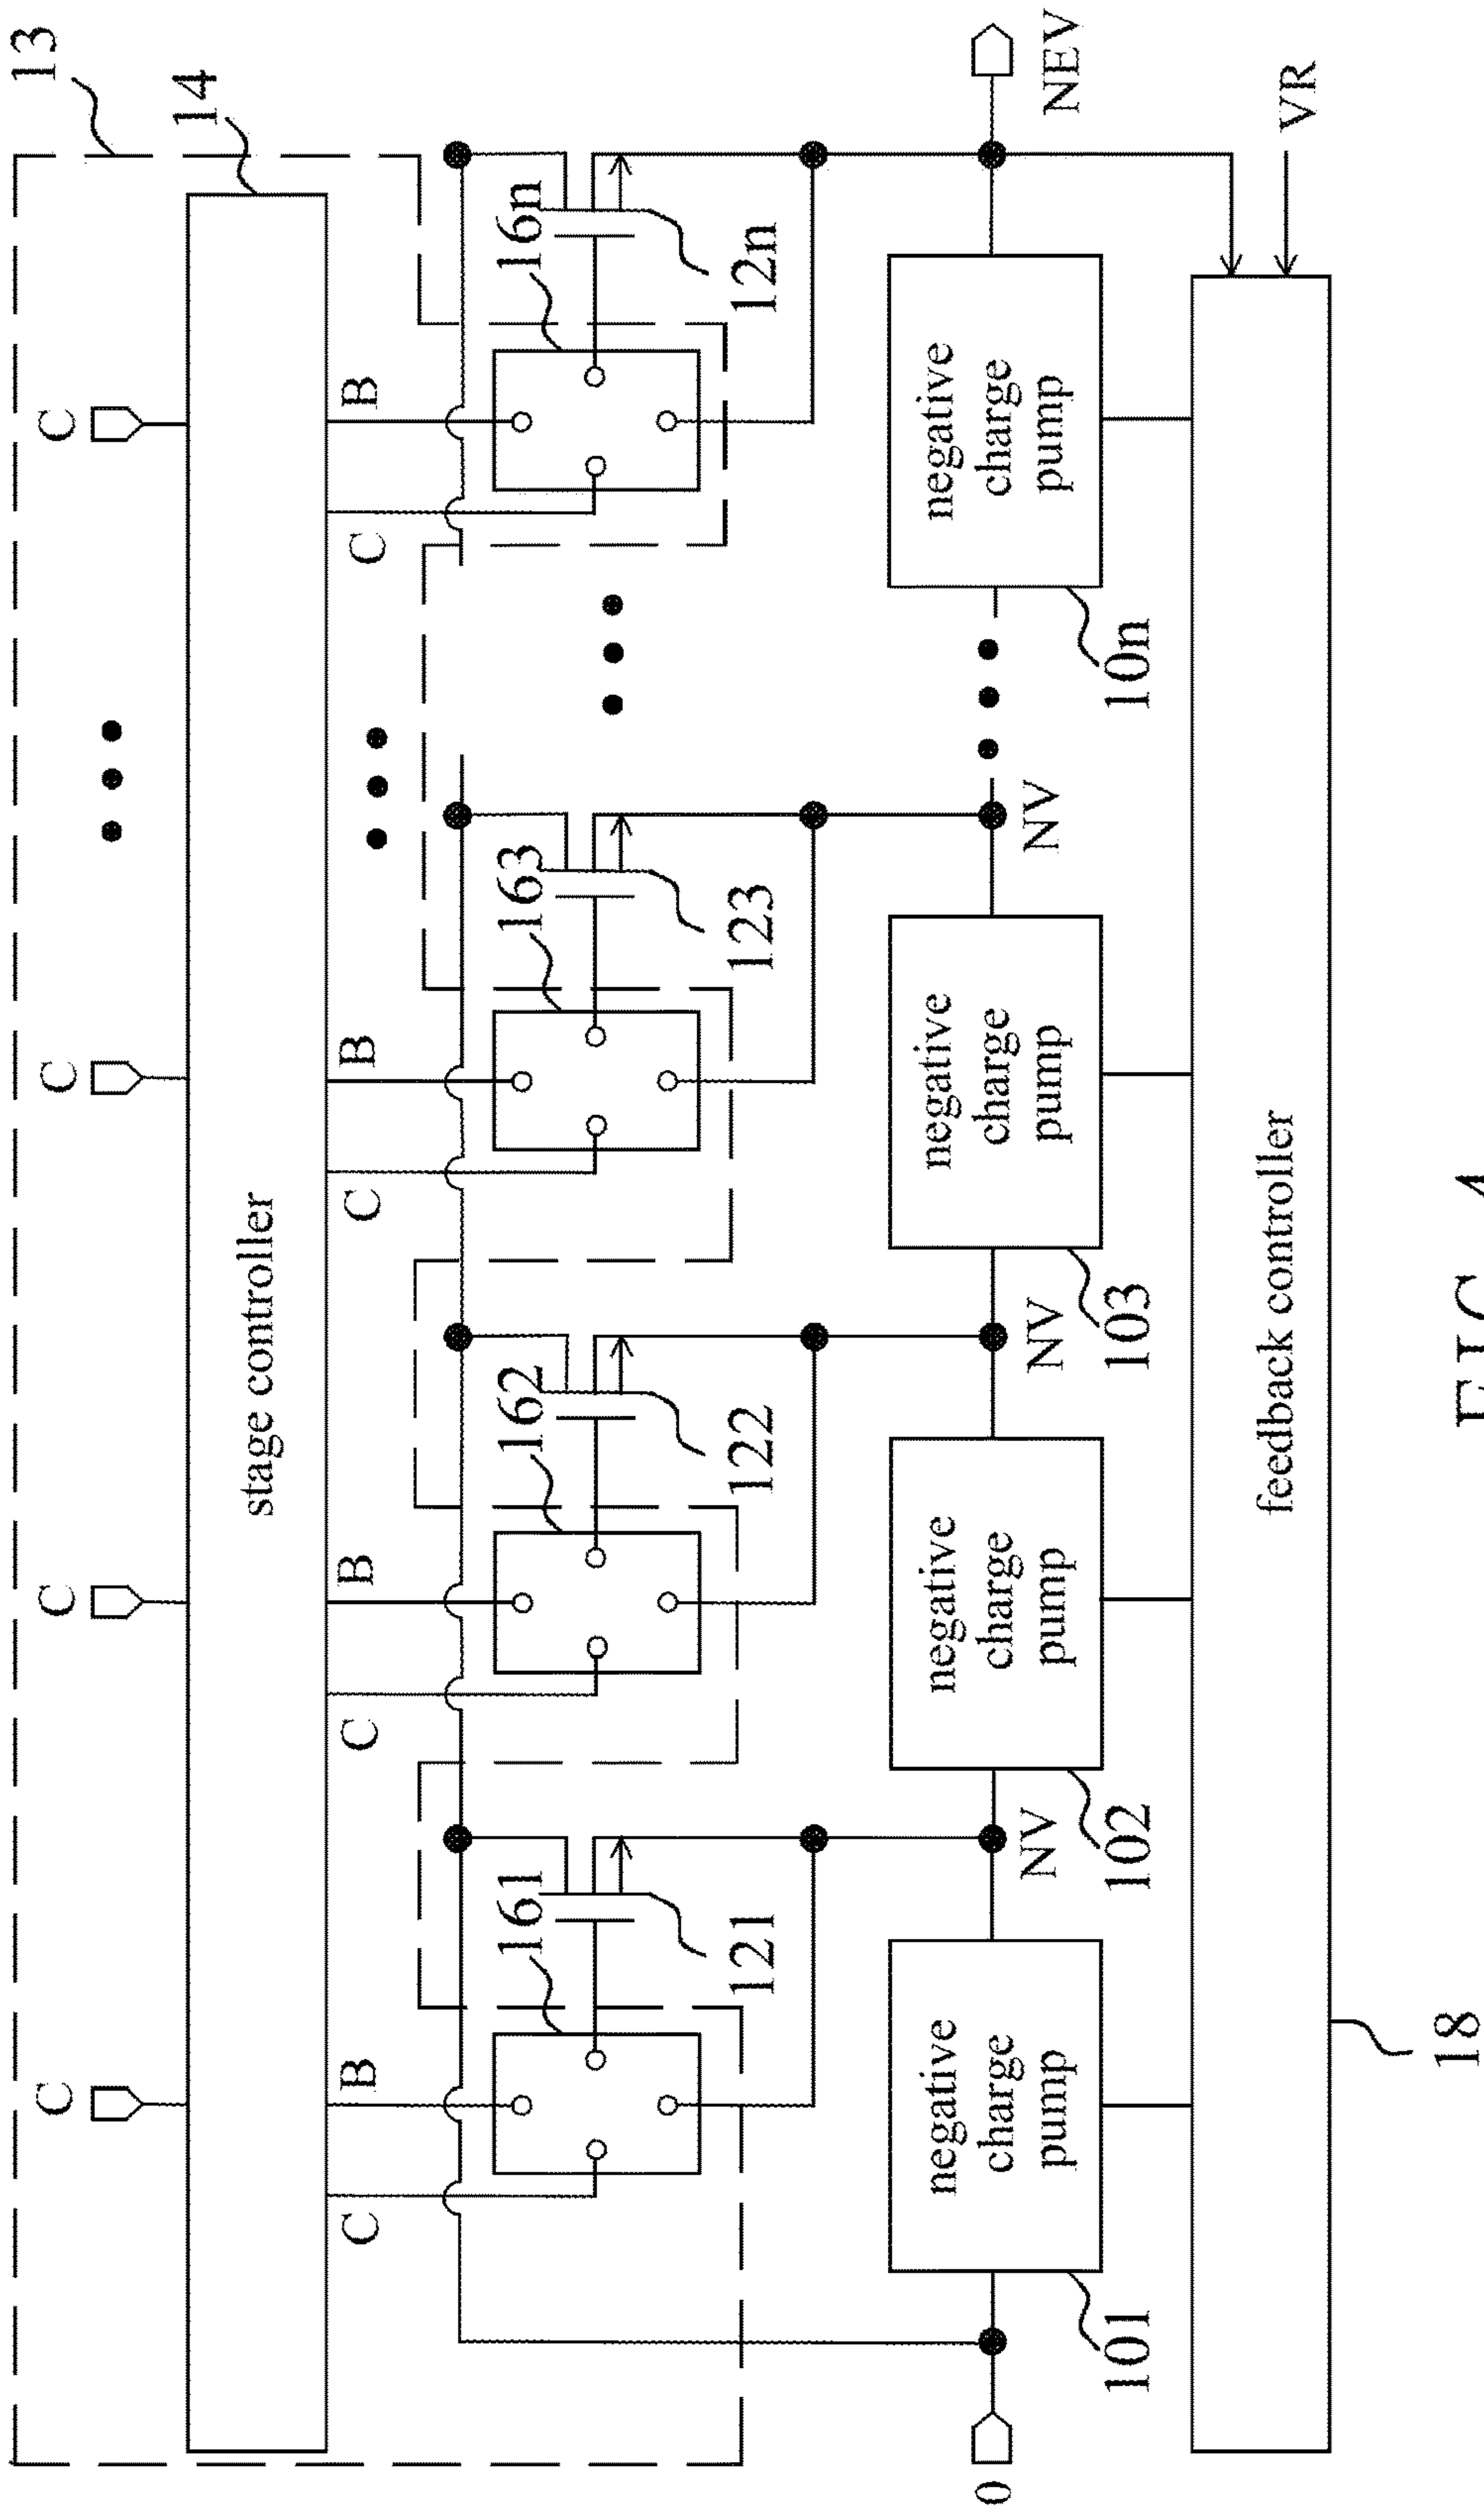 13
14
C
C
C
C
stage controller
C
B
C
B
C
B
C
B
161
162
163
16n
121
122
123
12n
negative
charge
pump
negative
charge
pump
negative
charge
pump
negative
charge
pump
0
NV
NV
NV
NEV
101
102
103
10n
VR
feedback controller
18